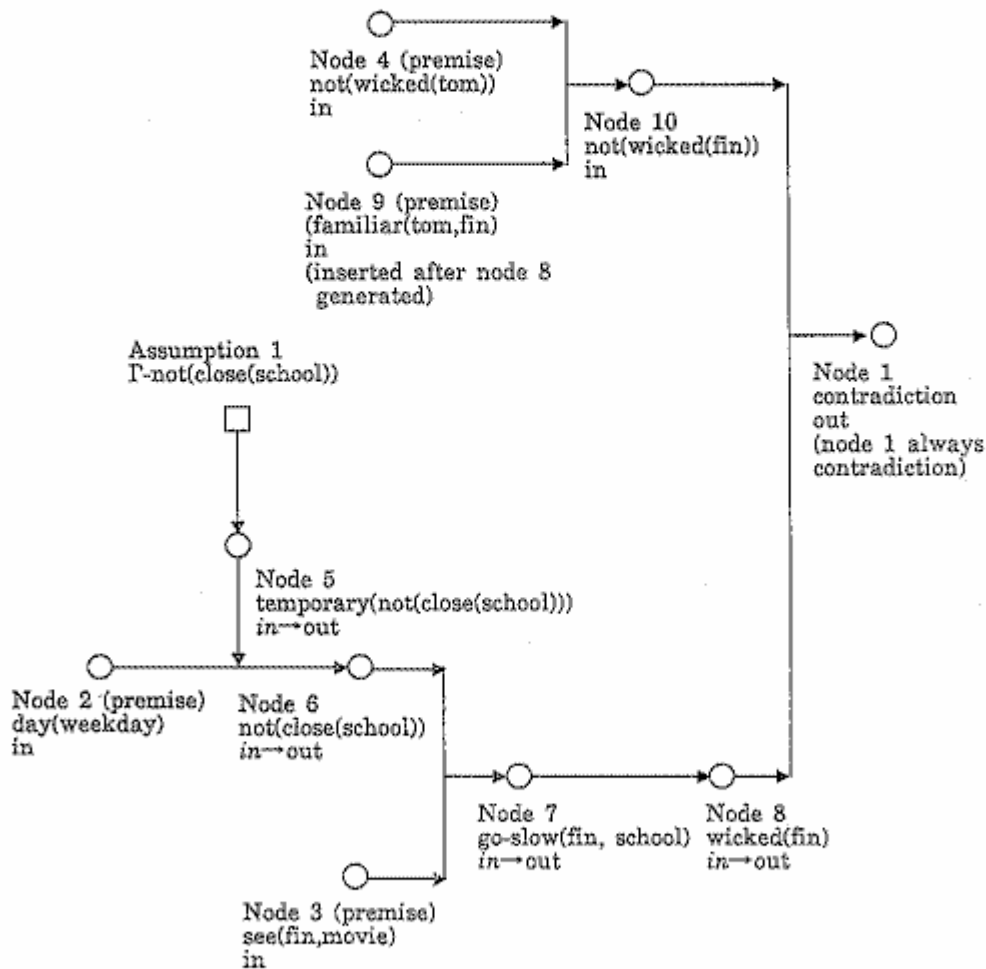 Node 4 (premise)
not(wicked(tom))
in
Node 10
not(wicked(fin))
in
Node 9 (premise)
(familiar(tom,fin)
in
(inserted after node 8
generated)
Assumption 1
Γ-not(close(school))
Node 1
contradiction
out
(node 1 always
contradiction)
Node 5
temporary(not(close(school)))
in→out
Node 2 (premise)
day(weekday)
in
Node 6
not(close(school))
in→out
Node 7
go-slow(fin, school)
in→out
Node 8
wicked(fin)
in→out
Node 3 (premise)
see(fin,movie)
in